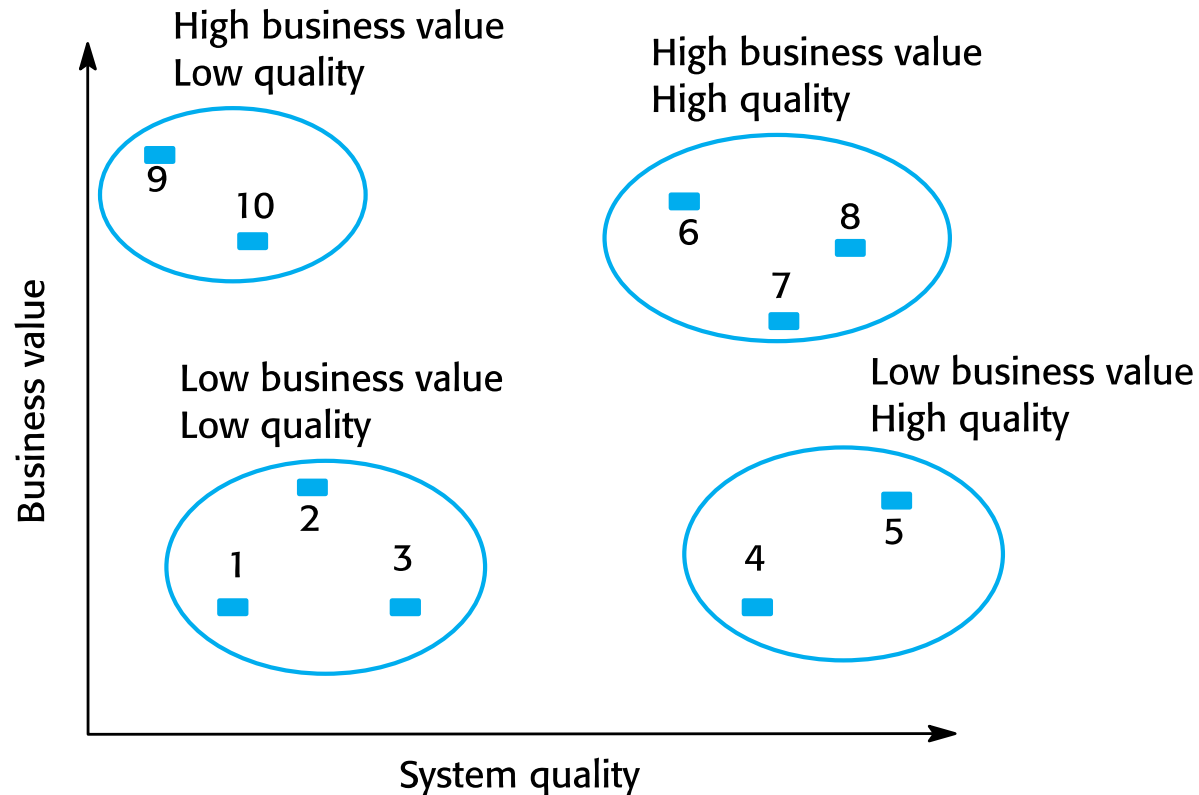 High business value
Low quality
High business value
High quality
9
10
6
8
7
Business value
Low business value
Low quality
Low business value
High quality
2
1
3
4
5
System quality